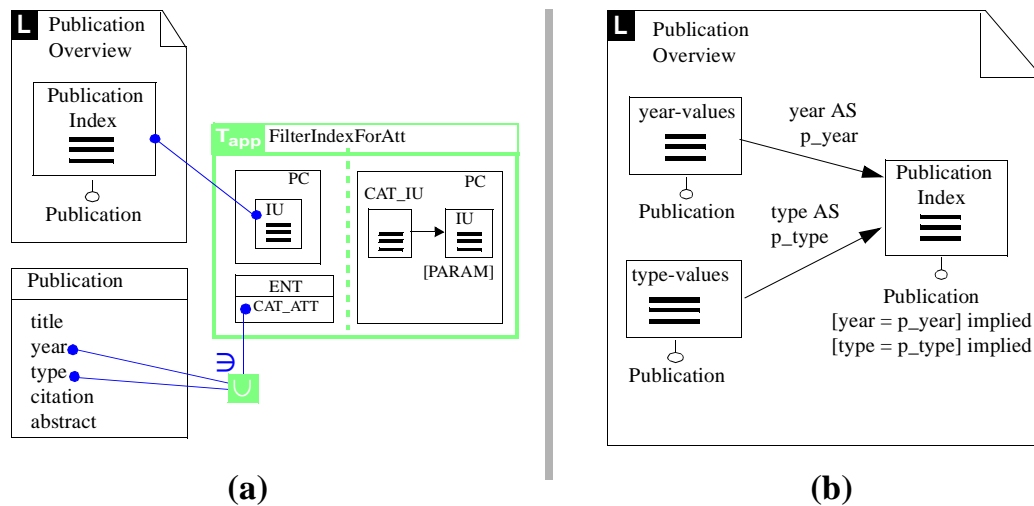 L Publication
Overview
Publication
Index
Publication
Tapp FilterIndexForAtt
PC
IU
ENT
CAT_ATT
PC
CAT_IU
IU
[PARAM]
Publication
title
year
type
citation
abstract
∋
∪
(a)
L Publication
Overview
year-values
Publication
year AS
p_year
type AS
p_type
type-values
Publication
Publication
Index
Publication
[year = p_year] implied
[type = p_type] implied
(b)